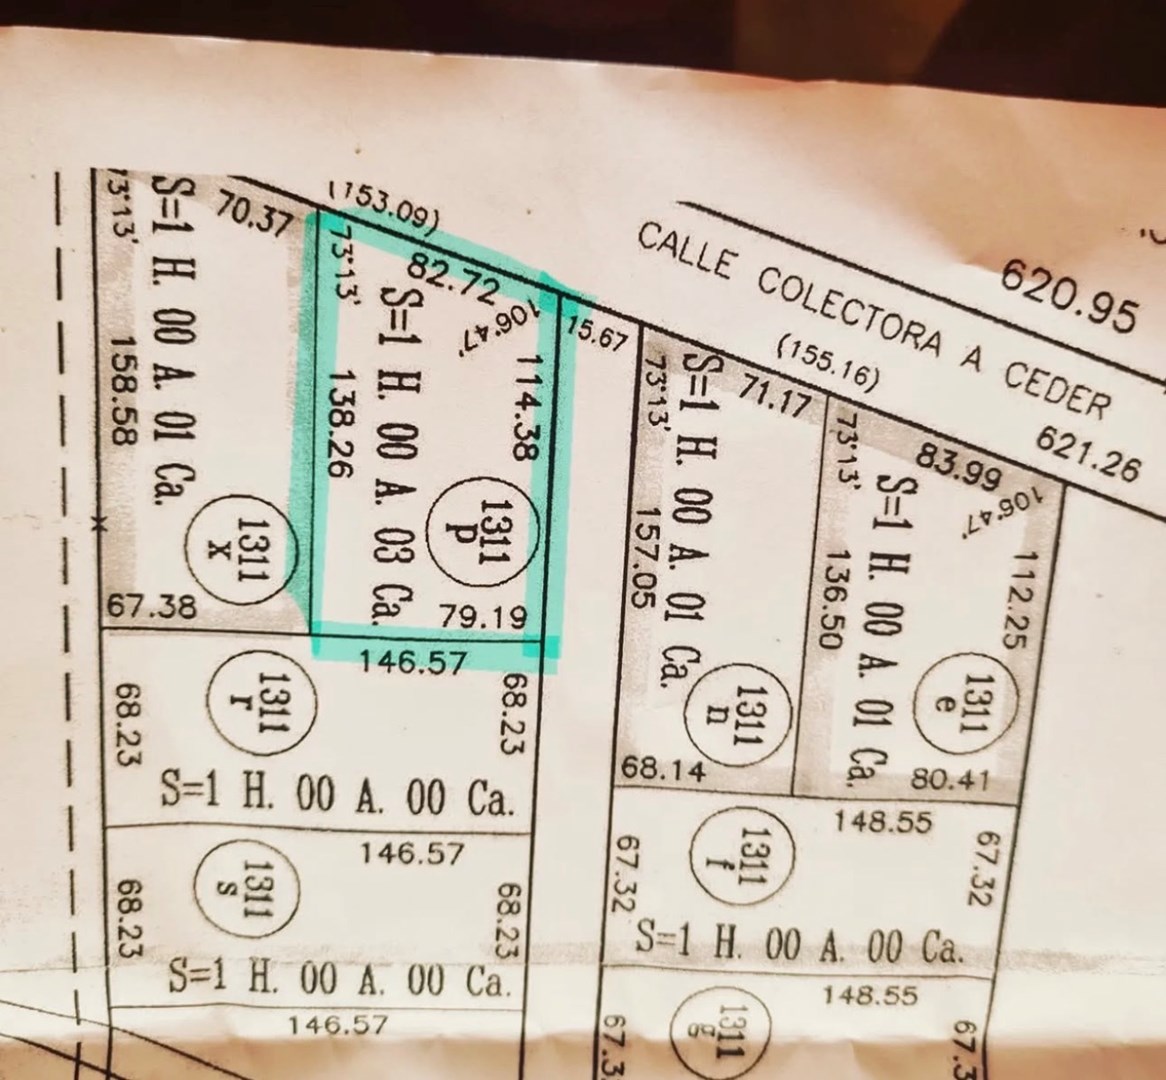 (153.09)
70.37
73°13'
S=1 H. 00 A. 01 Ca.
158.58
1311
x
67.38
82.72
73°13'
106.47'
S=1 H. 00 A. 03 Ca.
138.26
114.38
1311
p
79.19
15.67
CALLE COLECTORA A CEDER
620.95
(155.16)
621.26
71.17
73°13'
S=1 H. 00 A. 01 Ca.
157.05
1311
n
68.14
83.99
73°13'
106.47'
S=1 H. 00 A. 01 Ca.
136.50
112.25
1311
e
80.41
146.57
68.23
1311
r
68.23
S=1 H. 00 A. 00 Ca.
146.57
68.23
1311
s
68.23
S=1 H. 00 A. 00 Ca.
146.57
148.55
67.32
1311
f
67.32
S=1 H. 00 A. 00 Ca.
148.55
67.3
1311
g
67.3